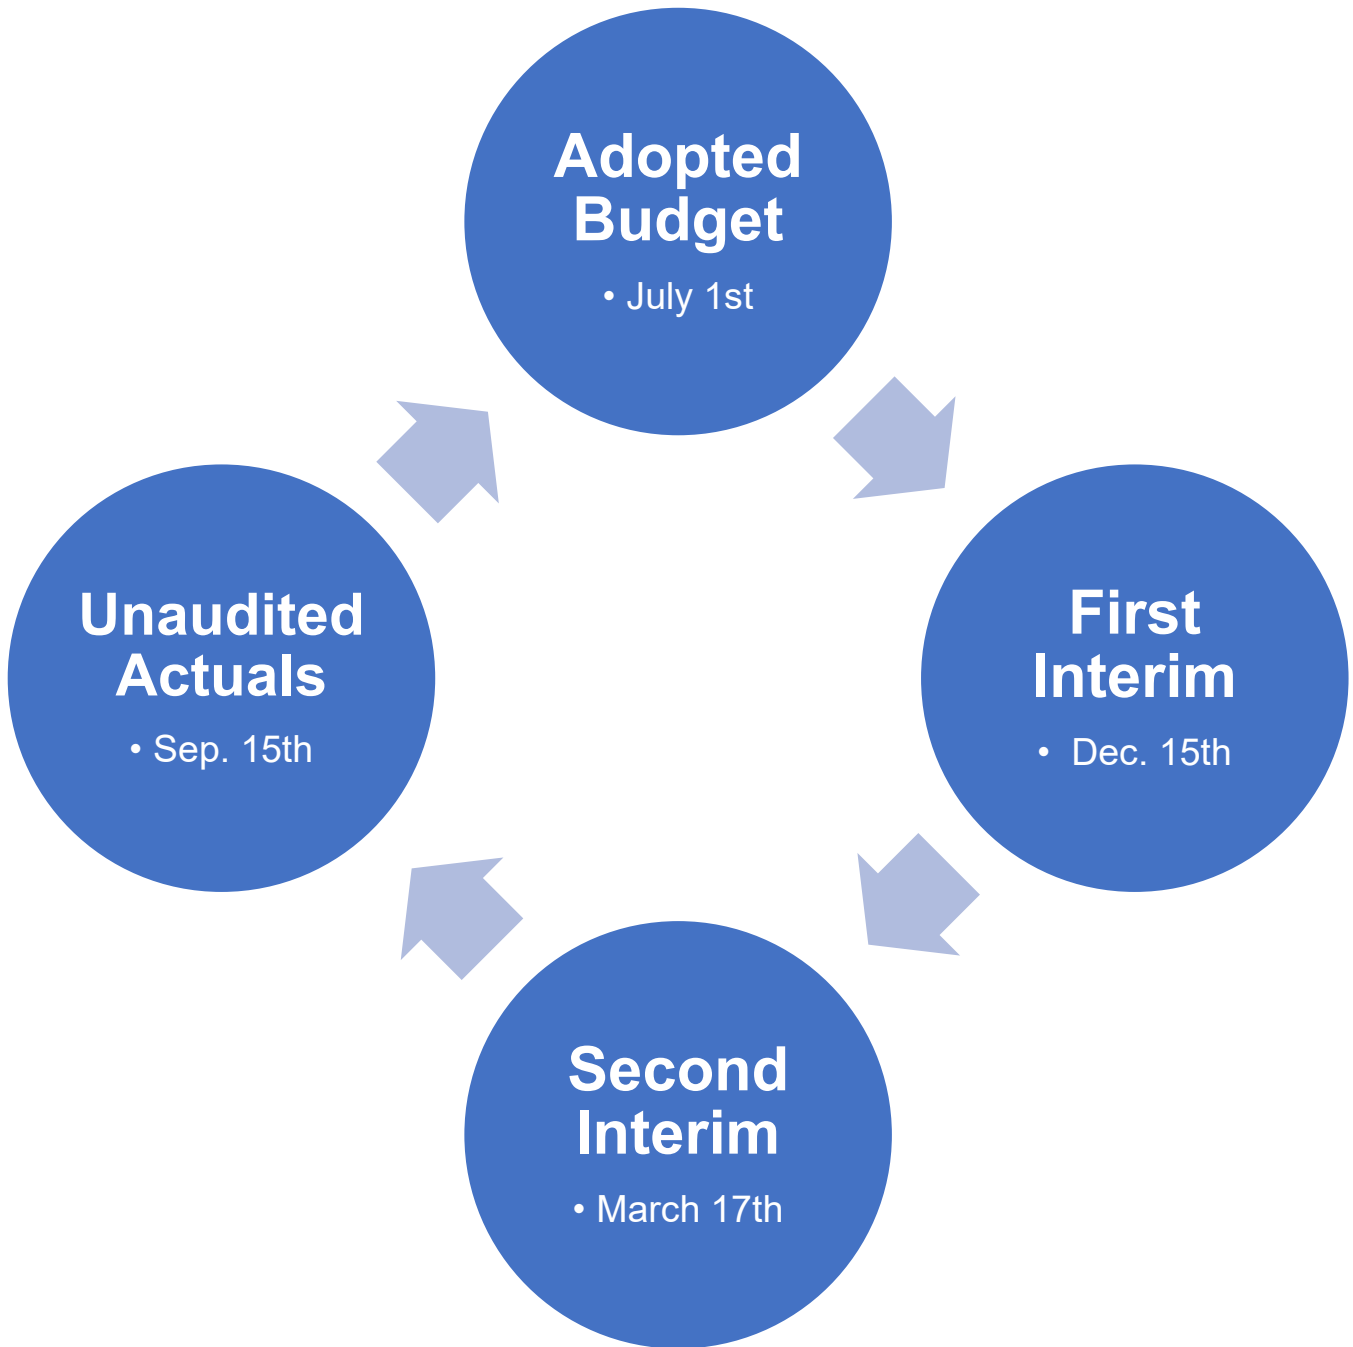 Adopted
Budget
• July 1st
First
Interim
• Dec. 15th
Second
Interim
• March 17th
Unaudited
Actuals
• Sep. 15th